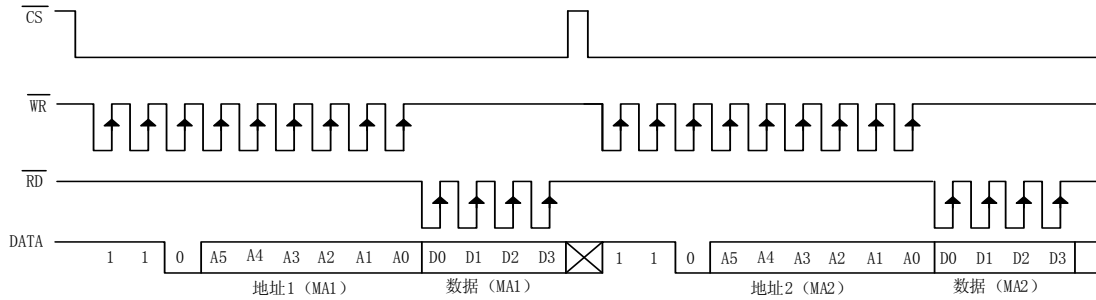 CS
WR
RD
DATA 1 1 0 A5 A4 A3 A2 A1 A0 D0 D1 D2 D3 1 1 0 A5 A4 A3 A2 A1 A0 D0 D1 D2 D3
地址1（MA1） 数据（MA1） 地址2（MA2） 数据（MA2）